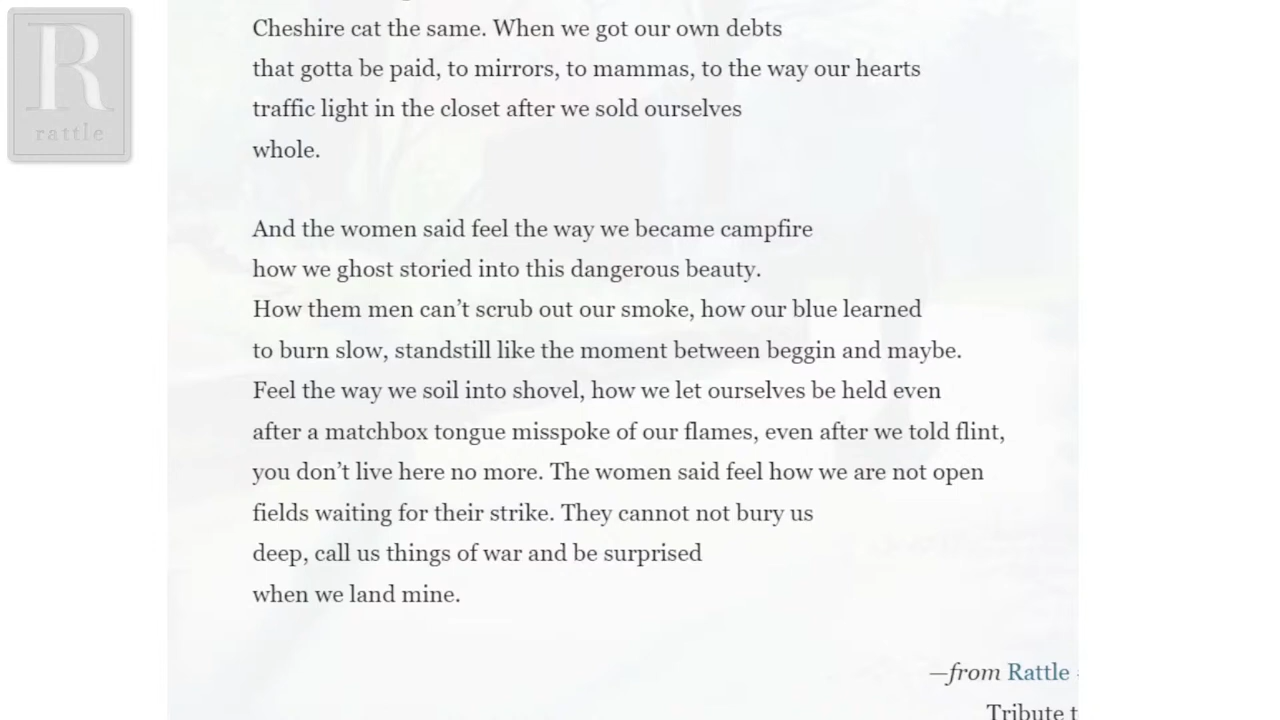 R
rattle
Cheshire cat the same. When we got our own debts
that gotta be paid, to mirrors, to mammas, to the way our hearts
traffic light in the closet after we sold ourselves
whole.
And the women said feel the way we became campfire
how we ghost storied into this dangerous beauty.
How them men can’t scrub out our smoke, how our blue learned
to burn slow, standstill like the moment between beggin and maybe.
Feel the way we soil into shovel, how we let ourselves be held even
after a matchbox tongue misspoke of our flames, even after we told flint,
you don’t live here no more. The women said feel how we are not open
fields waiting for their strike. They cannot not bury us
deep, call us things of war and be surprised
when we land mine.
—from Rattle
Tribute t